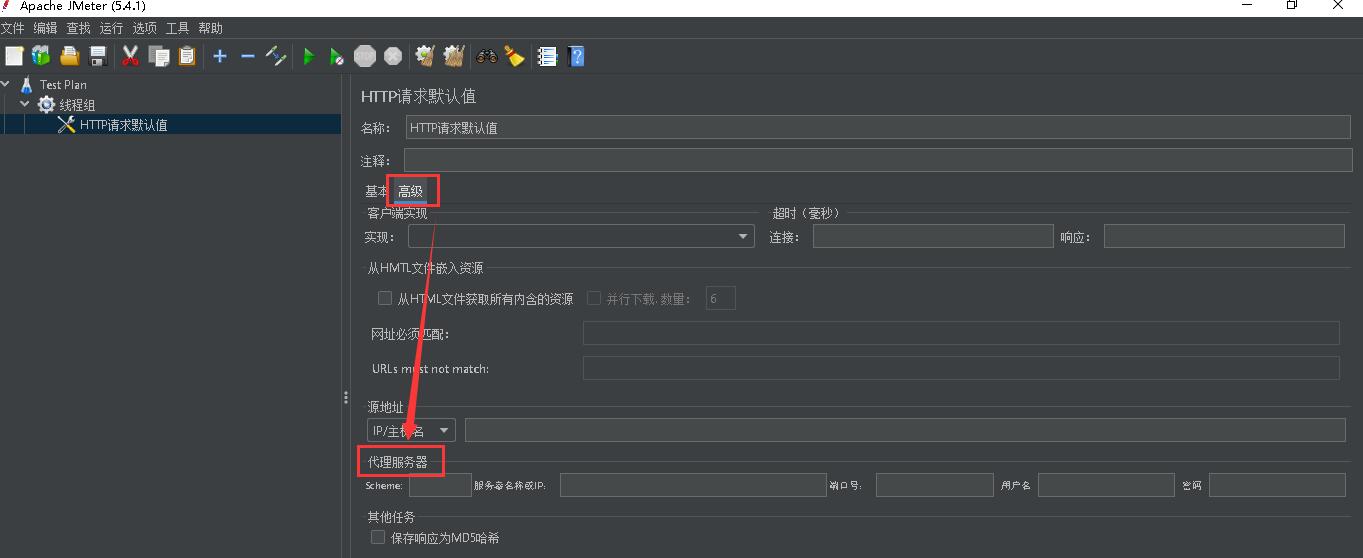 Apache JMeter (5.4.1)
文件 编辑 查找 运行 选项 工具 帮助
STOP
Test Plan
线程组
HTTP请求默认值
HTTP请求默认值
名称： HTTP请求默认值
注释：
基本 高级
客户端实现 超时（毫秒）
实现： 连接： 响应：
从HMTL文件嵌入资源
从HTML文件获取所有内含的资源 并行下载.数量： 6
网址必须匹配：
URLs must not match:
源地址
IP/主机名
代理服务器
Scheme: 服务器名称或IP: 端口号: 用户名 密码
其他任务
保存响应为MD5哈希